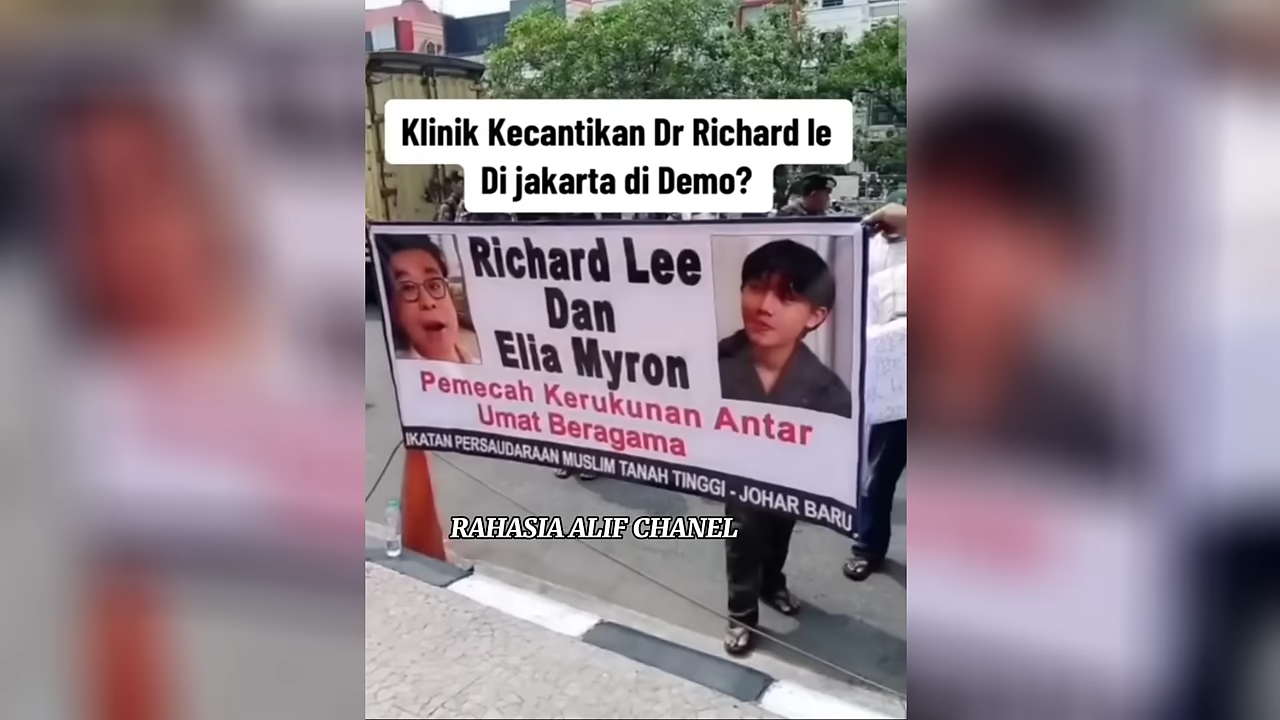 Klinik Kecantikan Dr Richard le
Di jakarta di Demo?
Richard Lee
Dan
Elia Myron
Pemecah Kerukunan Antar
Umat Beragama
IKATAN PERSAUDARAAN MUSLIM TANAH TINGGI - JOHAR BARU
RAHASIA ALIF CHANEL